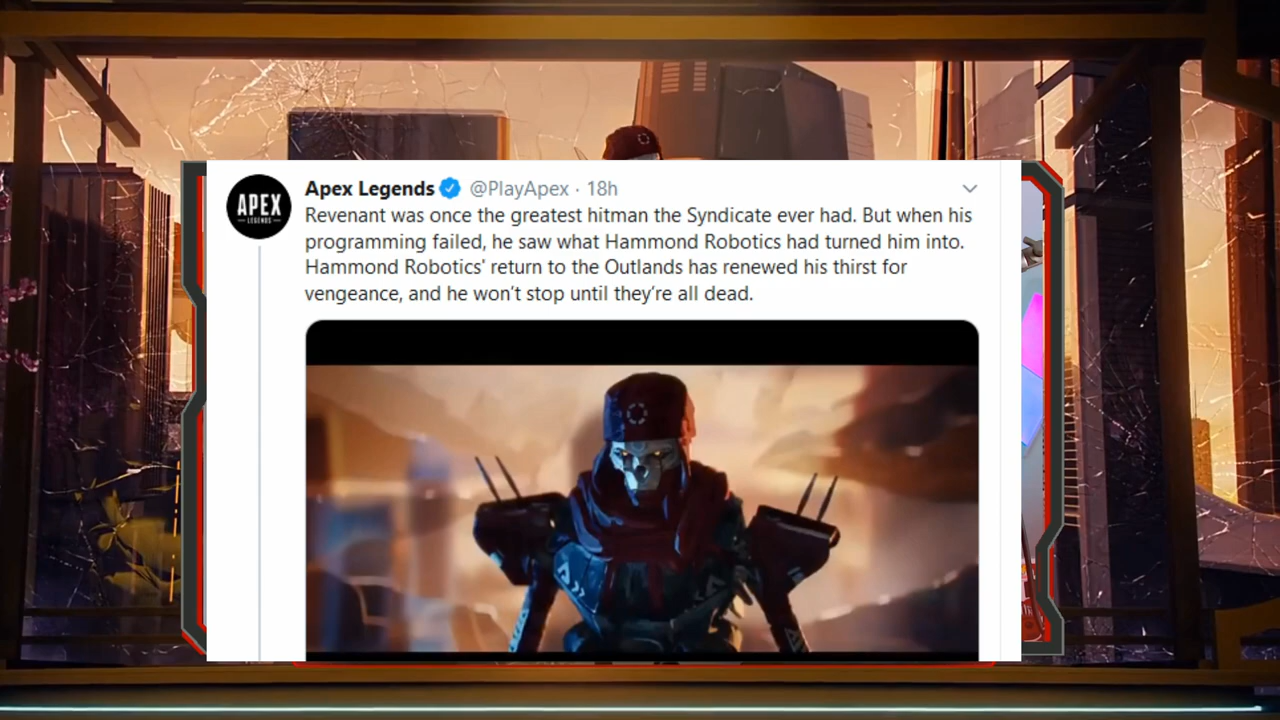 APEX
LEGENDS
Apex Legends @PlayApex · 18h
Revenant was once the greatest hitman the Syndicate ever had. But when his
programming failed, he saw what Hammond Robotics had turned him into.
Hammond Robotics' return to the Outlands has renewed his thirst for
vengeance, and he won’t stop until they’re all dead.